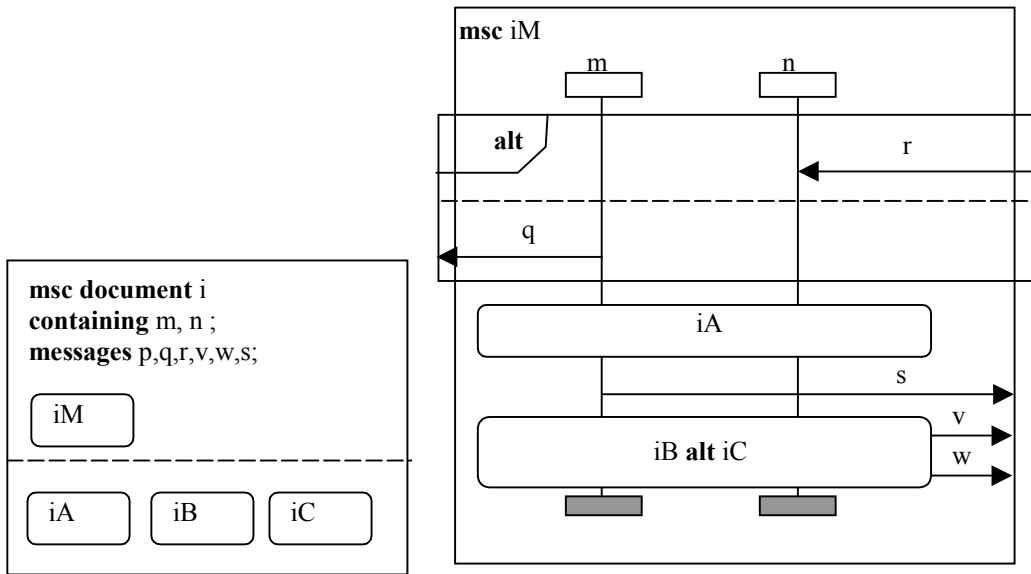 msc document i
containing m, n ;
messages p,q,r,v,w,s;
iM
iA iB iC
msc iM
m n
alt
r
q
iA
s
v
iB alt iC
w